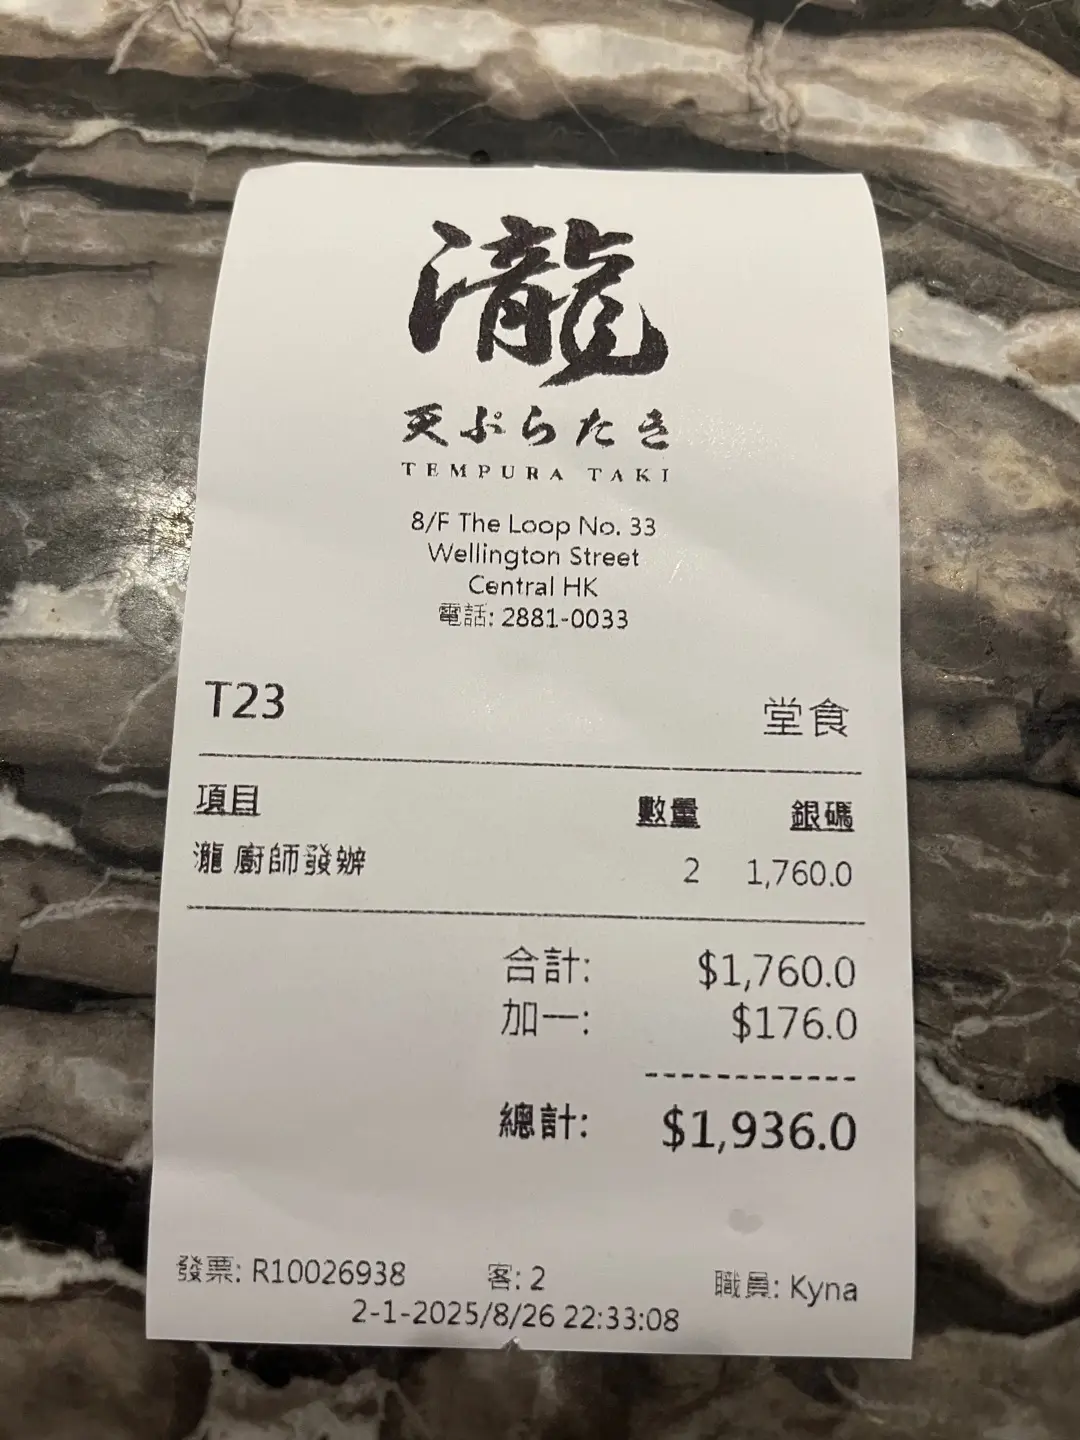 瀧
天ぷらたき
TEMPURA TAKI
8/F The Loop No. 33
Wellington Street
Central HK
電話: 2881-0033
T23 堂食
項目 數量 銀碼
瀧 廚師發辦 2 1,760.0
合計: $1,760.0
加一: $176.0
------------
總計: $1,936.0
發票: R10026938 客: 2 職員: Kyna
2-1-2025/8/26 22:33:08